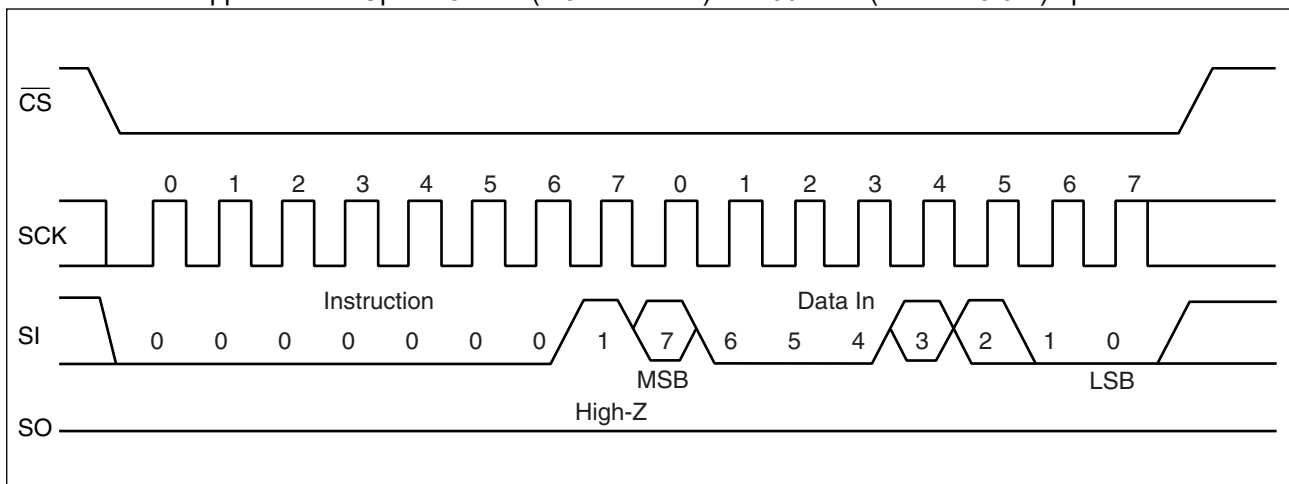 CS
0 1 2 3 4 5 6 7 0 1 2 3 4 5 6 7
SCK
Instruction Data In
SI 0 0 0 0 0 0 0 1 7 6 5 4 3 2 1 0
MSB LSB
High-Z
SO